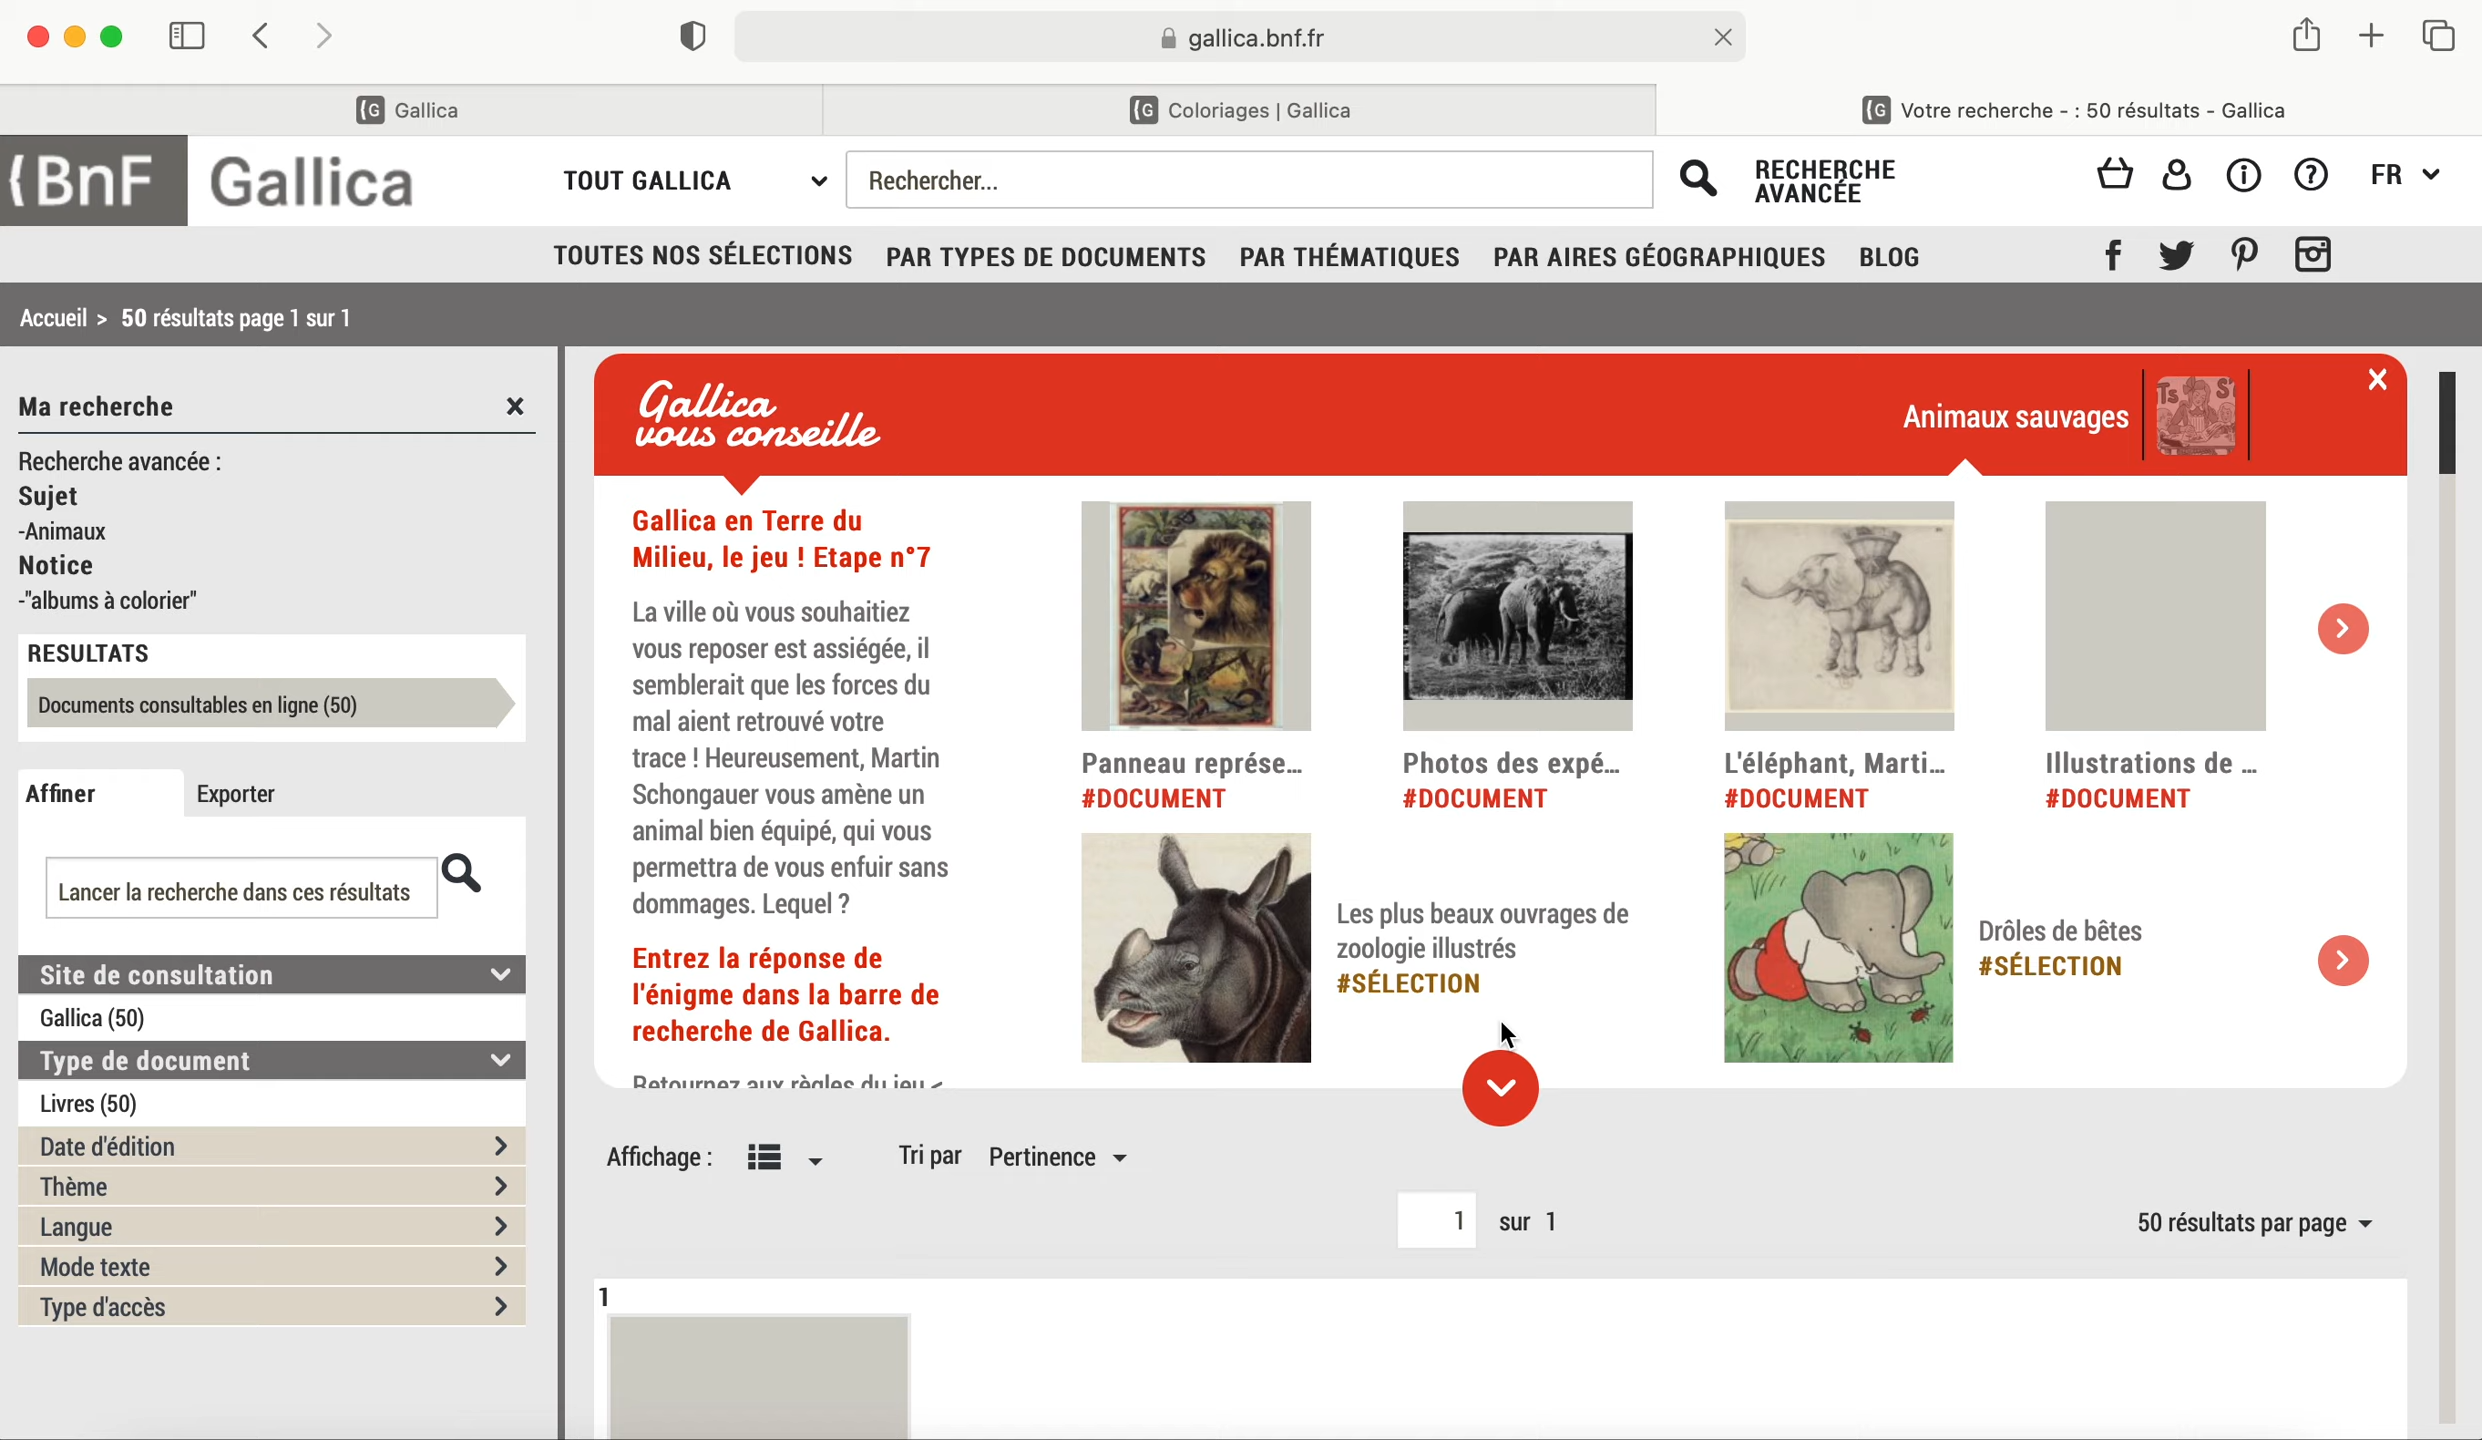 gallica.bnf.fr
Gallica
Coloriages | Gallica
Votre recherche - : 50 résultats - Gallica
BnF Gallica
TOUT GALLICA
Rechercher...
RECHERCHE
AVANCÉE
FR
TOUTES NOS SÉLECTIONS PAR TYPES DE DOCUMENTS PAR THÉMATIQUES PAR AIRES GÉOGRAPHIQUES BLOG
Accueil > 50 résultats page 1 sur 1
Ma recherche
Recherche avancée :
Sujet
-Animaux
Notice
-"albums à colorier"
RESULTATS
Documents consultables en ligne (50)
Affiner
Exporter
Lancer la recherche dans ces résultats
Site de consultation
Gallica (50)
Type de document
Livres (50)
Date d'édition
Thème
Langue
Mode texte
Type d'accès
Gallica
vous conseille
Animaux sauvages
Gallica en Terre du
Milieu, le jeu ! Etape n°7
La ville où vous souhaitiez
vous reposer est assiégée, il
semblerait que les forces du
mal aient retrouvé votre
trace ! Heureusement, Martin
Schongauer vous amène un
animal bien équipé, qui vous
permettra de vous enfuir sans
dommages. Lequel ?
Entrez la réponse de
l'énigme dans la barre de
recherche de Gallica.
Retournez aux règles du jeu <
Panneau représe...
#DOCUMENT
Photos des expé...
#DOCUMENT
L'éléphant, Marti...
#DOCUMENT
Illustrations de ...
#DOCUMENT
Les plus beaux ouvrages de
zoologie illustrés
#SÉLECTION
Drôles de bêtes
#SÉLECTION
Affichage :
Tri par Pertinence
1 sur 1
50 résultats par page
1